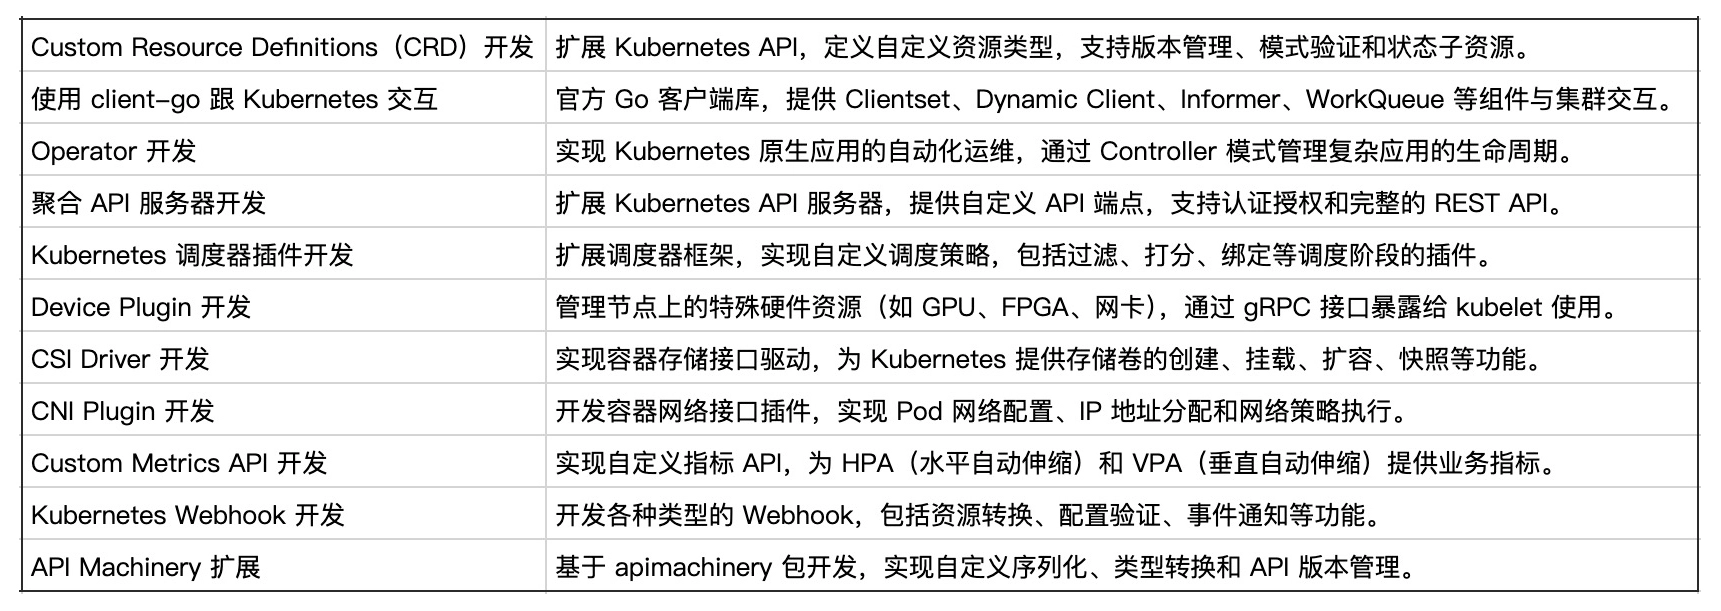 Custom Resource Definitions（CRD）开发 扩展 Kubernetes API，定义自定义资源类型，支持版本管理、模式验证和状态子资源。
使用 client-go 跟 Kubernetes 交互 官方 Go 客户端库，提供 Clientset、Dynamic Client、Informer、WorkQueue 等组件与集群交互。
Operator 开发 实现 Kubernetes 原生应用的自动化运维，通过 Controller 模式管理复杂应用的生命周期。
聚合 API 服务器开发 扩展 Kubernetes API 服务器，提供自定义 API 端点，支持认证授权和完整的 REST API。
Kubernetes 调度器插件开发 扩展调度器框架，实现自定义调度策略，包括过滤、打分、绑定等调度阶段的插件。
Device Plugin 开发 管理节点上的特殊硬件资源（如 GPU、FPGA、网卡），通过 gRPC 接口暴露给 kubelet 使用。
CSI Driver 开发 实现容器存储接口驱动，为 Kubernetes 提供存储卷的创建、挂载、扩容、快照等功能。
CNI Plugin 开发 开发容器网络接口插件，实现 Pod 网络配置、IP 地址分配和网络策略执行。
Custom Metrics API 开发 实现自定义指标 API，为 HPA（水平自动伸缩）和 VPA（垂直自动伸缩）提供业务指标。
Kubernetes Webhook 开发 开发各种类型的 Webhook，包括资源转换、配置验证、事件通知等功能。
API Machinery 扩展 基于 apimachinery 包开发，实现自定义序列化、类型转换和 API 版本管理。